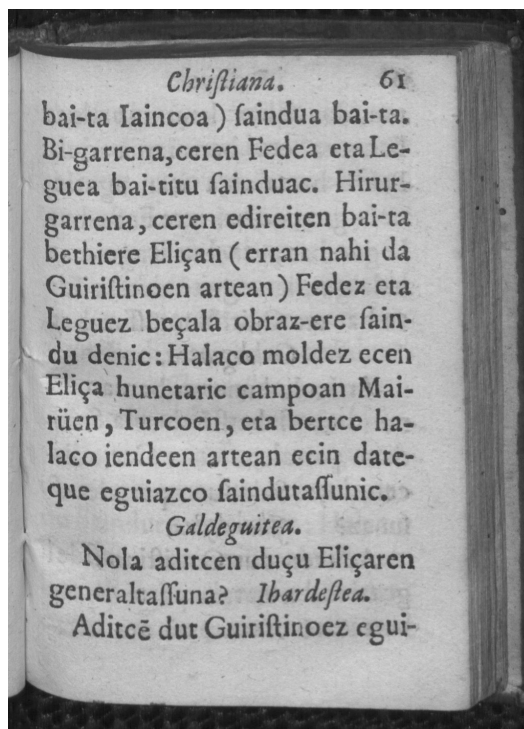 Chriſtiana. 61
bai-ta Iaincoa) ſaindua bai-ta.
Bi-garrena, ceren Fedea eta Le-
guea bai-titu ſainduac. Hirur-
garrena, ceren edireiten bai-ta
bethiere Eliçan (erran nahi da
Guiriſtinoen artean) Fedez eta
Leguez beçala obraz-ere ſain-
du denic: Halaco moldez ecen
Eliça hunetaric campoan Mai-
rüen, Turcoen, eta bertce ha-
laco iendeen artean ecin date-
que eguiazco ſaindutaſſunic.
Galdeguitea.
Nola aditcen duçu Eliçaren
generaltaſſuna? Ihardeſtea.
Aditcē dut Guiriſtinoez egui-